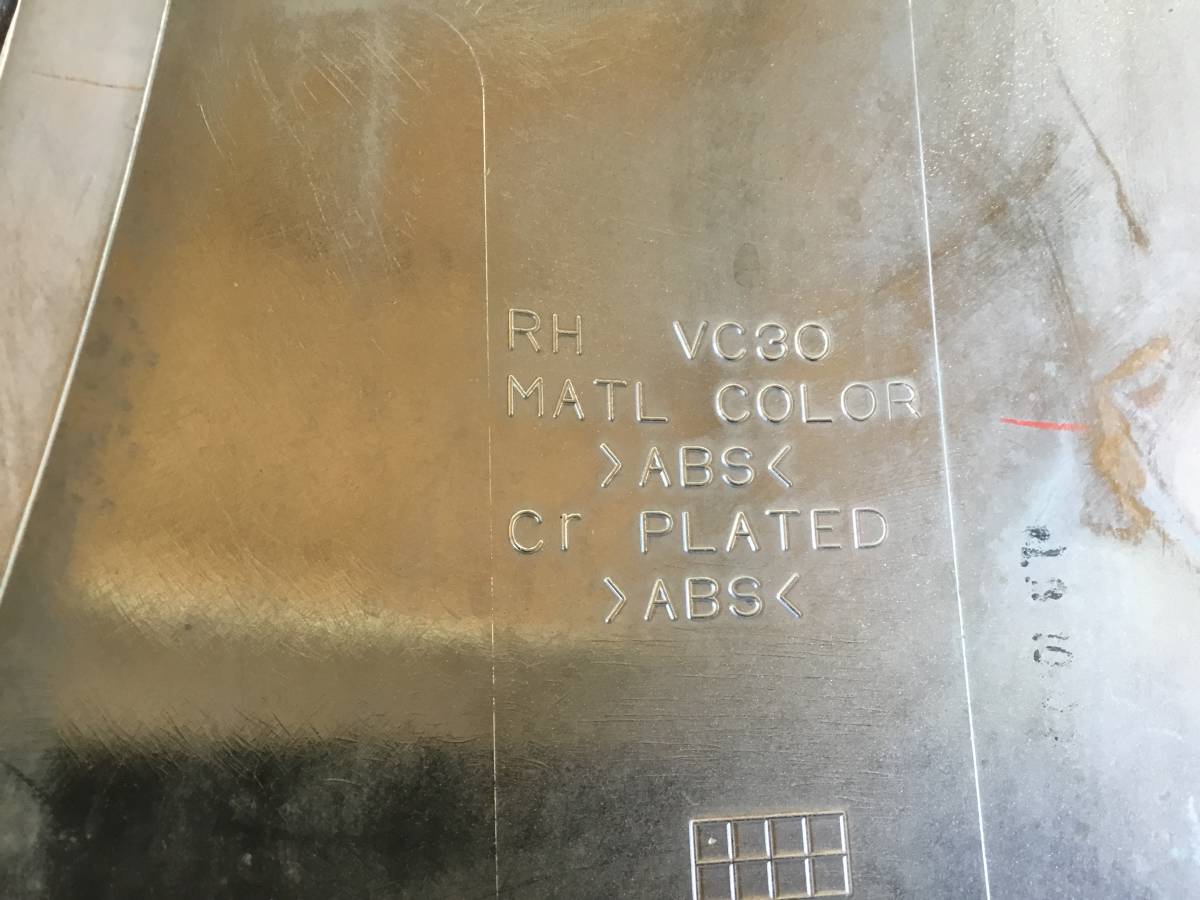 RH VC30
MATL COLOR
>ABS<
Cr PLATED
>ABS<